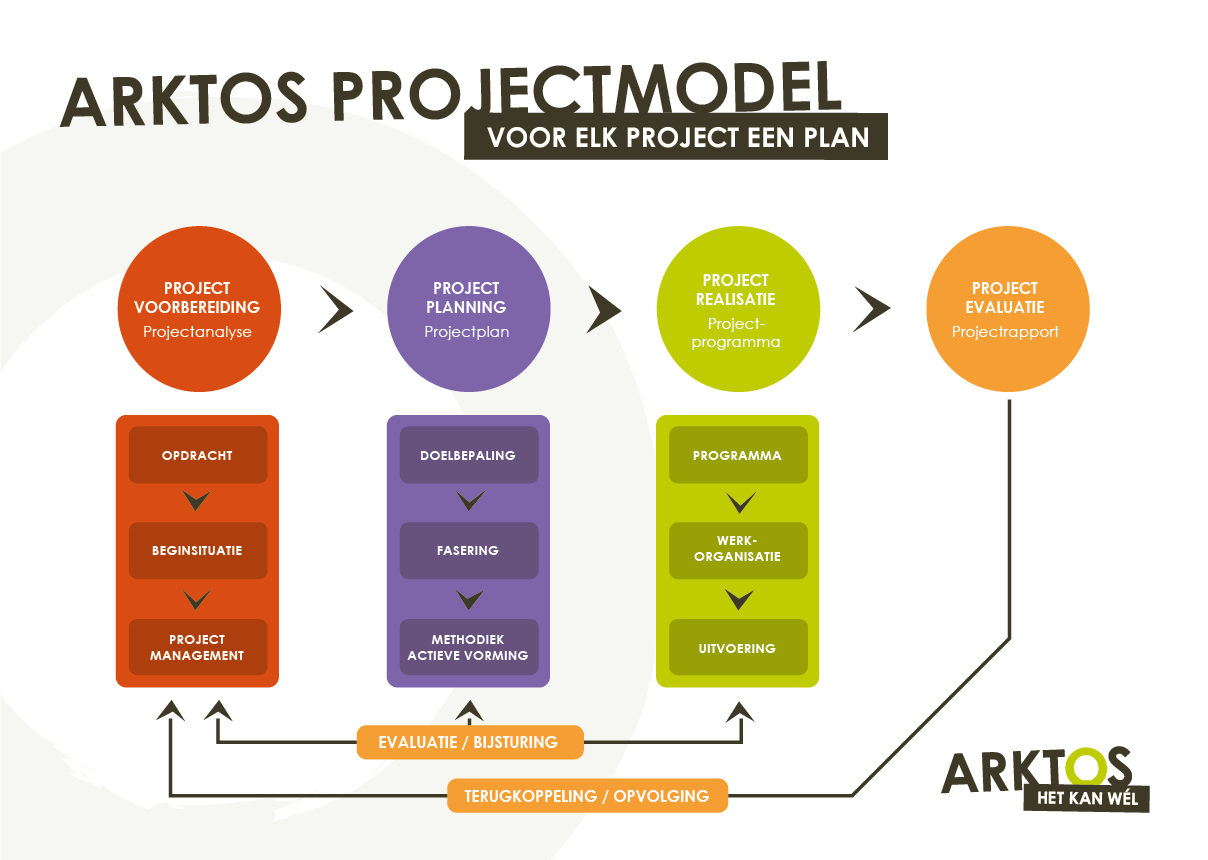 ARKTOS PROJECTMODEL
VOOR ELK PROJECT EEN PLAN
PROJECT
VOORBEREIDING
Projectanalyse
PROJECT
PLANNING
Projectplan
PROJECT
REALISATIE
Project-
programma
PROJECT
EVALUATIE
Projectrapport
OPDRACHT
BEGINSITUATIE
PROJECT
MANAGEMENT
DOELBEPALING
FASERING
METHODIEK
ACTIEVE VORMING
PROGRAMMA
WERK-
ORGANISATIE
UITVOERING
EVALUATIE / BIJSTURING
TERUGKOPPELING / OPVOLGING
ARKTOS
HET KAN WÉL